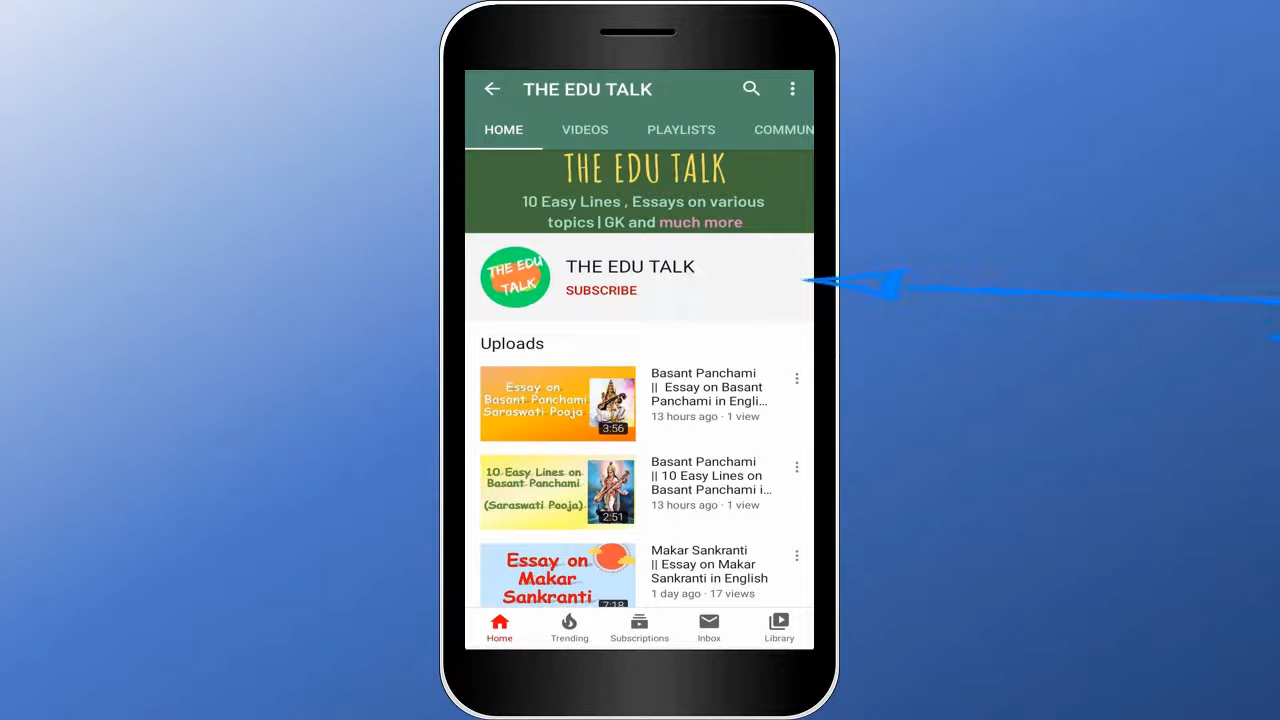 THE EDU TALK
HOME VIDEOS PLAYLISTS COMMUN
THE EDU TALK
10 Easy Lines , Essays on various
topics | GK and much more
THE EDU
TALK
THE EDU TALK
SUBSCRIBE
Uploads
Essay on
Basant Panchami
Saraswati Pooja
3:56
Basant Panchami
|| Essay on Basant
Panchami in Engli...
13 hours ago · 1 view
10 Easy Lines on
Basant Panchami
(Saraswati Pooja)
2:51
Basant Panchami
|| 10 Easy Lines on
Basant Panchami i...
13 hours ago · 1 view
Essay on
Makar
Sankranti
7:18
Makar Sankranti
|| Essay on Makar
Sankranti in English
1 day ago · 17 views
Home Trending Subscriptions Inbox Library